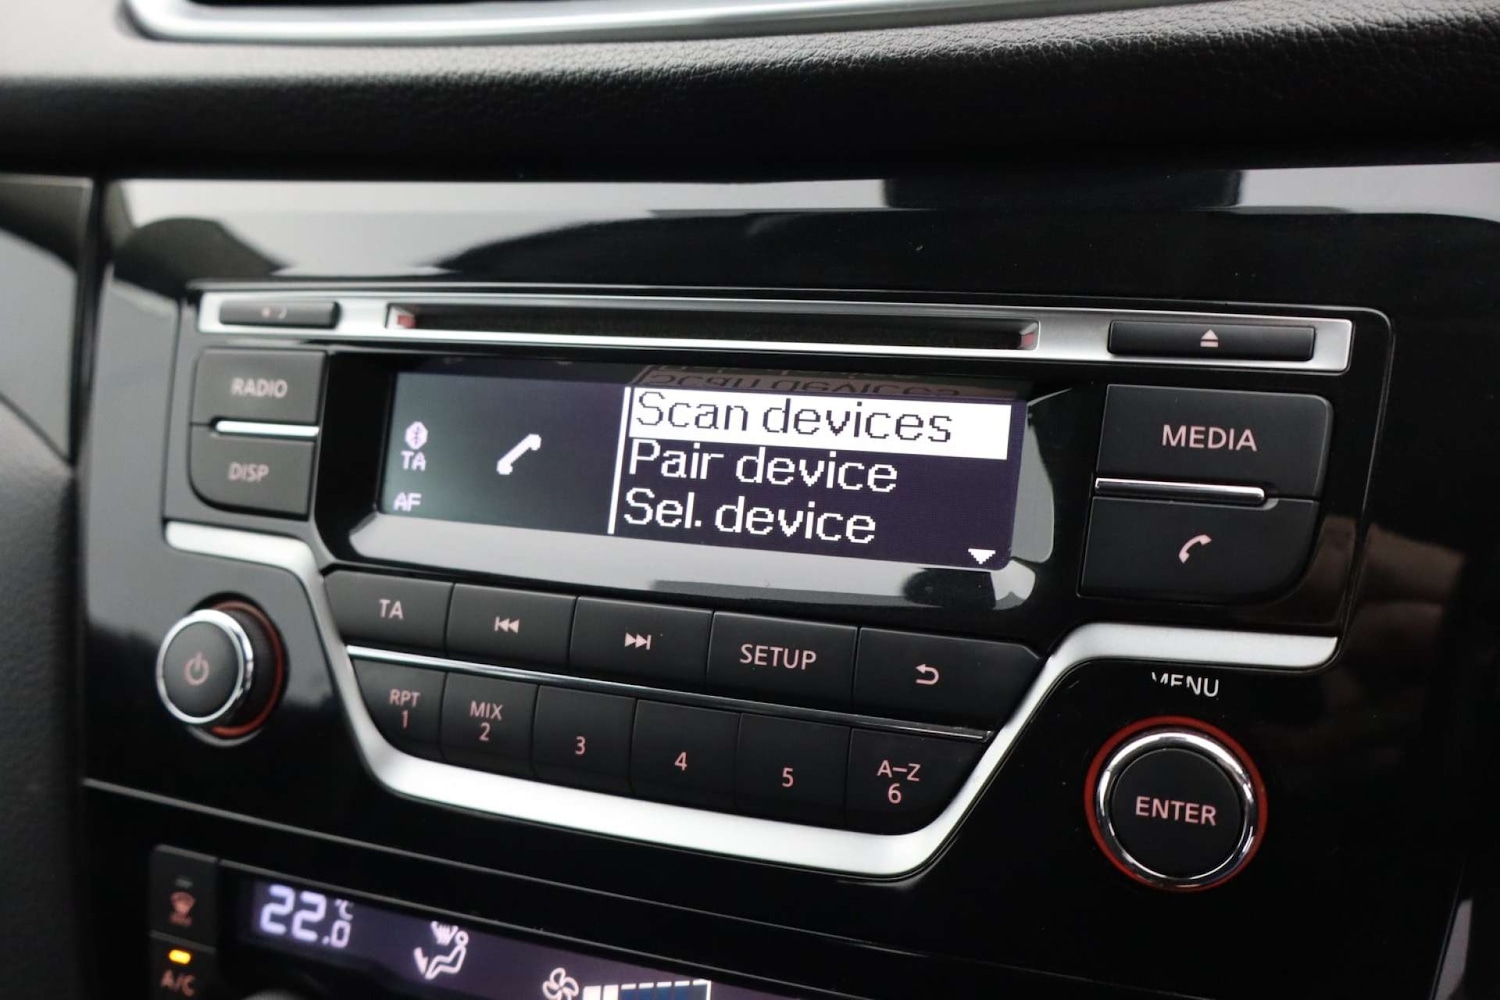 RADIO
DISP
TA
AF
Scan devices
Pair device
Sel. device
MEDIA
TA
SETUP
RPT
1
MIX
2
3
4
5
A-Z
6
MENU
ENTER
22.0
°C
A/C